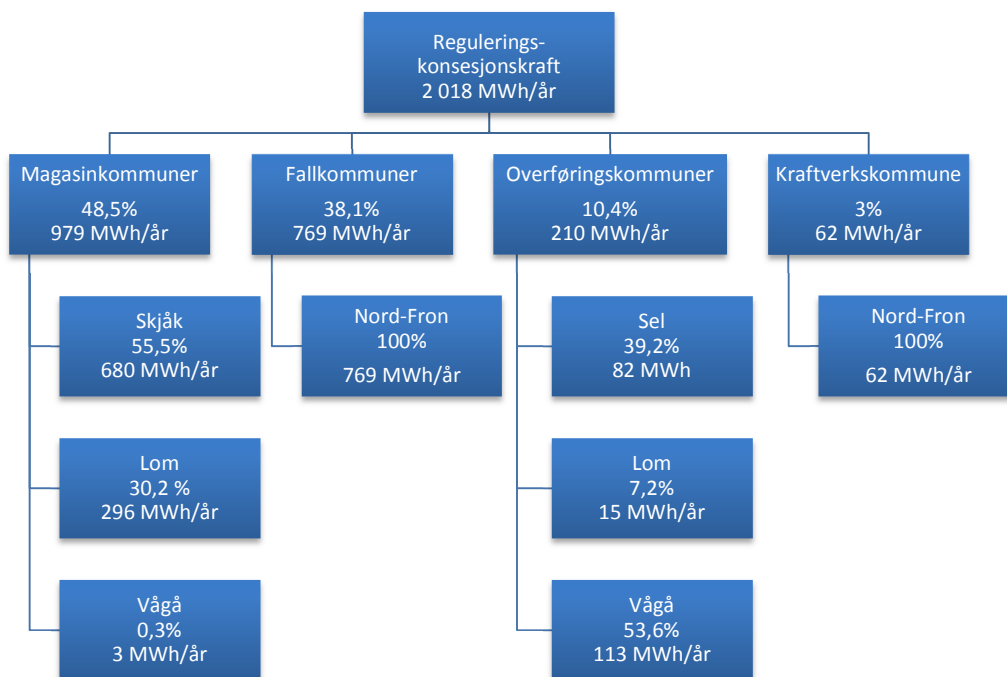 Regulerings-
konsesjonskraft
2 018 MWh/år
Magasinkommuner
48,5%
979 MWh/år
Fallkommuner
38,1%
769 MWh/år
Overføringskommuner
10,4%
210 MWh/år
Kraftverkskommune
3%
62 MWh/år
Skjåk
55,5%
680 MWh/år
Lom
30,2 %
296 MWh/år
Vågå
0,3%
3 MWh/år
Nord-Fron
100%
769 MWh/år
Sel
39,2%
82 MWh
Lom
7,2%
15 MWh/år
Vågå
53,6%
113 MWh/år
Nord-Fron
100%
62 MWh/år